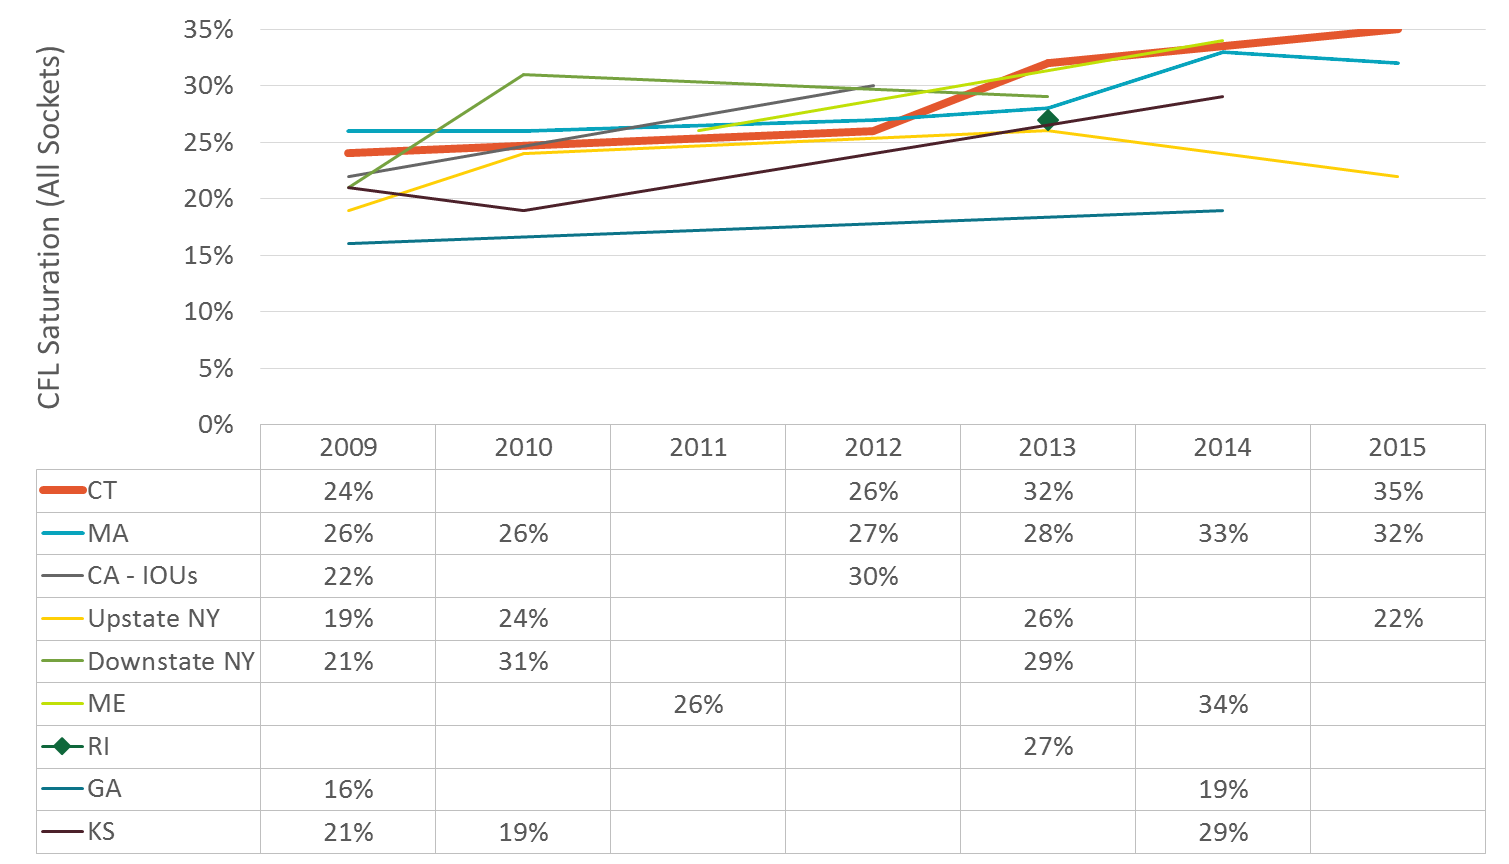 CFL Saturation (All Sockets)
35%
30%
25%
20%
15%
10%
5%
0%
2009 2010 2011 2012 2013 2014 2015
CT 24% 26% 32% 35%
MA 26% 26% 27% 28% 33% 32%
CA - IOUs 22% 30%
Upstate NY 19% 24% 26% 22%
Downstate NY 21% 31% 29%
ME 26% 34%
RI 27%
GA 16% 19%
KS 21% 19% 29%